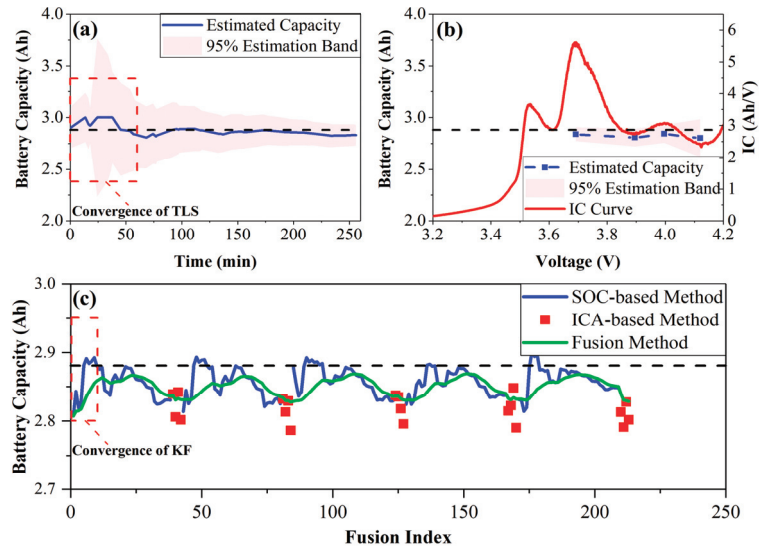 (a)
Estimated Capacity
95% Estimation Band
Battery Capacity (Ah)
4.0
3.5
3.0
2.5
2.0
Convergence of TLS
0
50
100
150
200
250
Time (min)
(b)
Battery Capacity (Ah)
4.0
3.5
3.0
2.5
2.0
Estimated Capacity
95% Estimation Band
IC Curve
6
5
4
3
2
1
0
IC (Ah/V)
3.2
3.4
3.6
3.8
4.0
4.2
Voltage (V)
(c)
SOC-based Method
ICA-based Method
Fusion Method
Battery Capacity (Ah)
3.0
2.9
2.8
2.7
Convergence of KF
0
50
100
150
200
250
Fusion Index